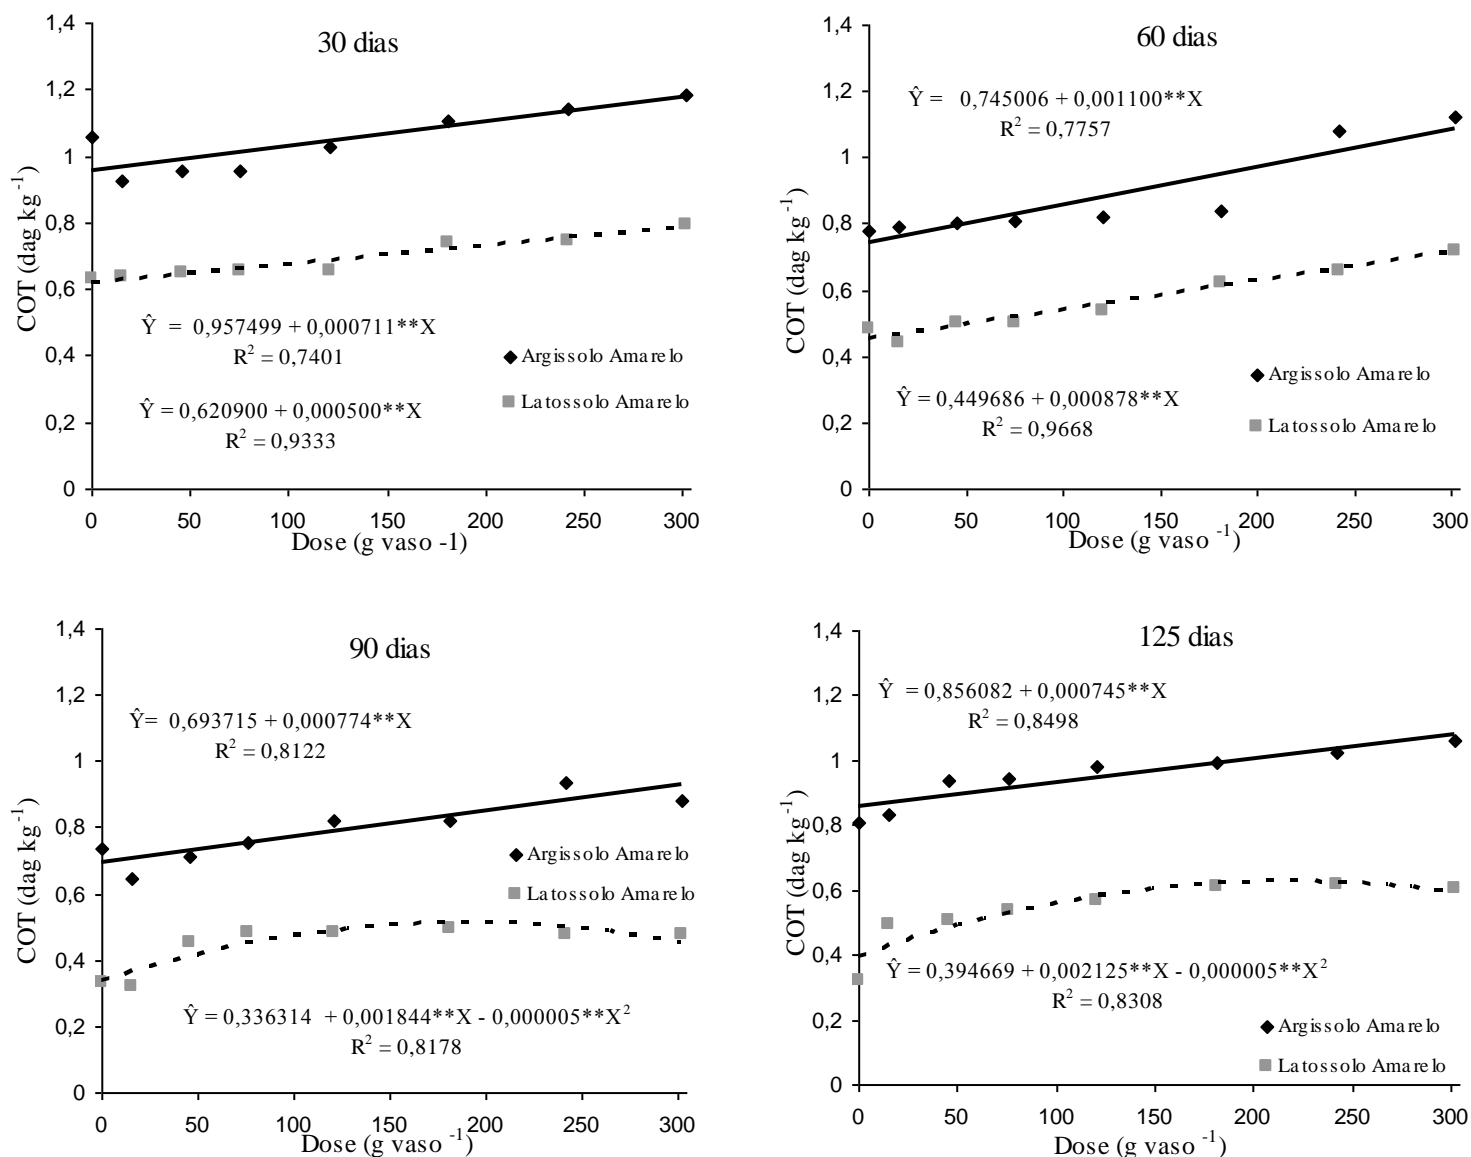 30 dias
1,4
1,2
1
0,8
0,6
0,4
0,2
0
COT (dag kg -1)
Ŷ = 0,957499 + 0,000711**X
R2 = 0,7401
Argissolo Amarelo
Ŷ = 0,620900 + 0,000500**X
Latossolo Amarelo
R2 = 0,9333
0 50 100 150 200 250 300
Dose (g vaso -1)
60 dias
1,4
1,2
1
0,8
0,6
0,4
0,2
0
COT (dag kg -1)
Ŷ = 0,745006 + 0,001100**X
R2 = 0,7757
Argissolo Amarelo
Ŷ = 0,449686 + 0,000878**X
R2 = 0,9668
Latossolo Amarelo
0 50 100 150 200 250 300
Dose (g vaso -1)
90 dias
1,4
1,2
1
0,8
0,6
0,4
0,2
0
COT (dag kg -1)
Ŷ= 0,693715 + 0,000774**X
R2 = 0,8122
Argissolo Amarelo
Latossolo Amarelo
Ŷ = 0,336314 + 0,001844**X - 0,000005**X2
R2 = 0,8178
0 50 100 150 200 250 300
Dose (g vaso -1)
125 dias
1,4
1,2
1
0,8
0,6
0,4
0,2
0
COT (dag kg -1)
Ŷ = 0,856082 + 0,000745**X
R2 = 0,8498
Ŷ = 0,394669 + 0,002125**X - 0,000005**X2
R2 = 0,8308
Argissolo Amarelo
Latossolo Amarelo
0 50 100 150 200 250 300
Dose (g vaso -1)